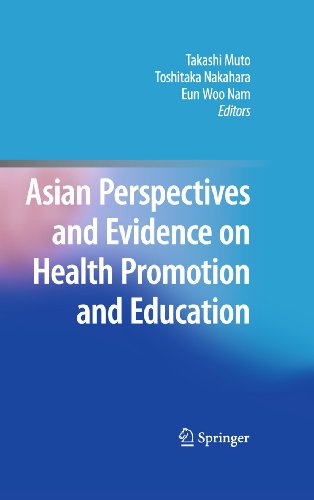 Takashi Muto
Toshitaka Nakahara
Eun Woo Nam
Editors
Asian Perspectives
and Evidence on
Health Promotion
and Education
Springer